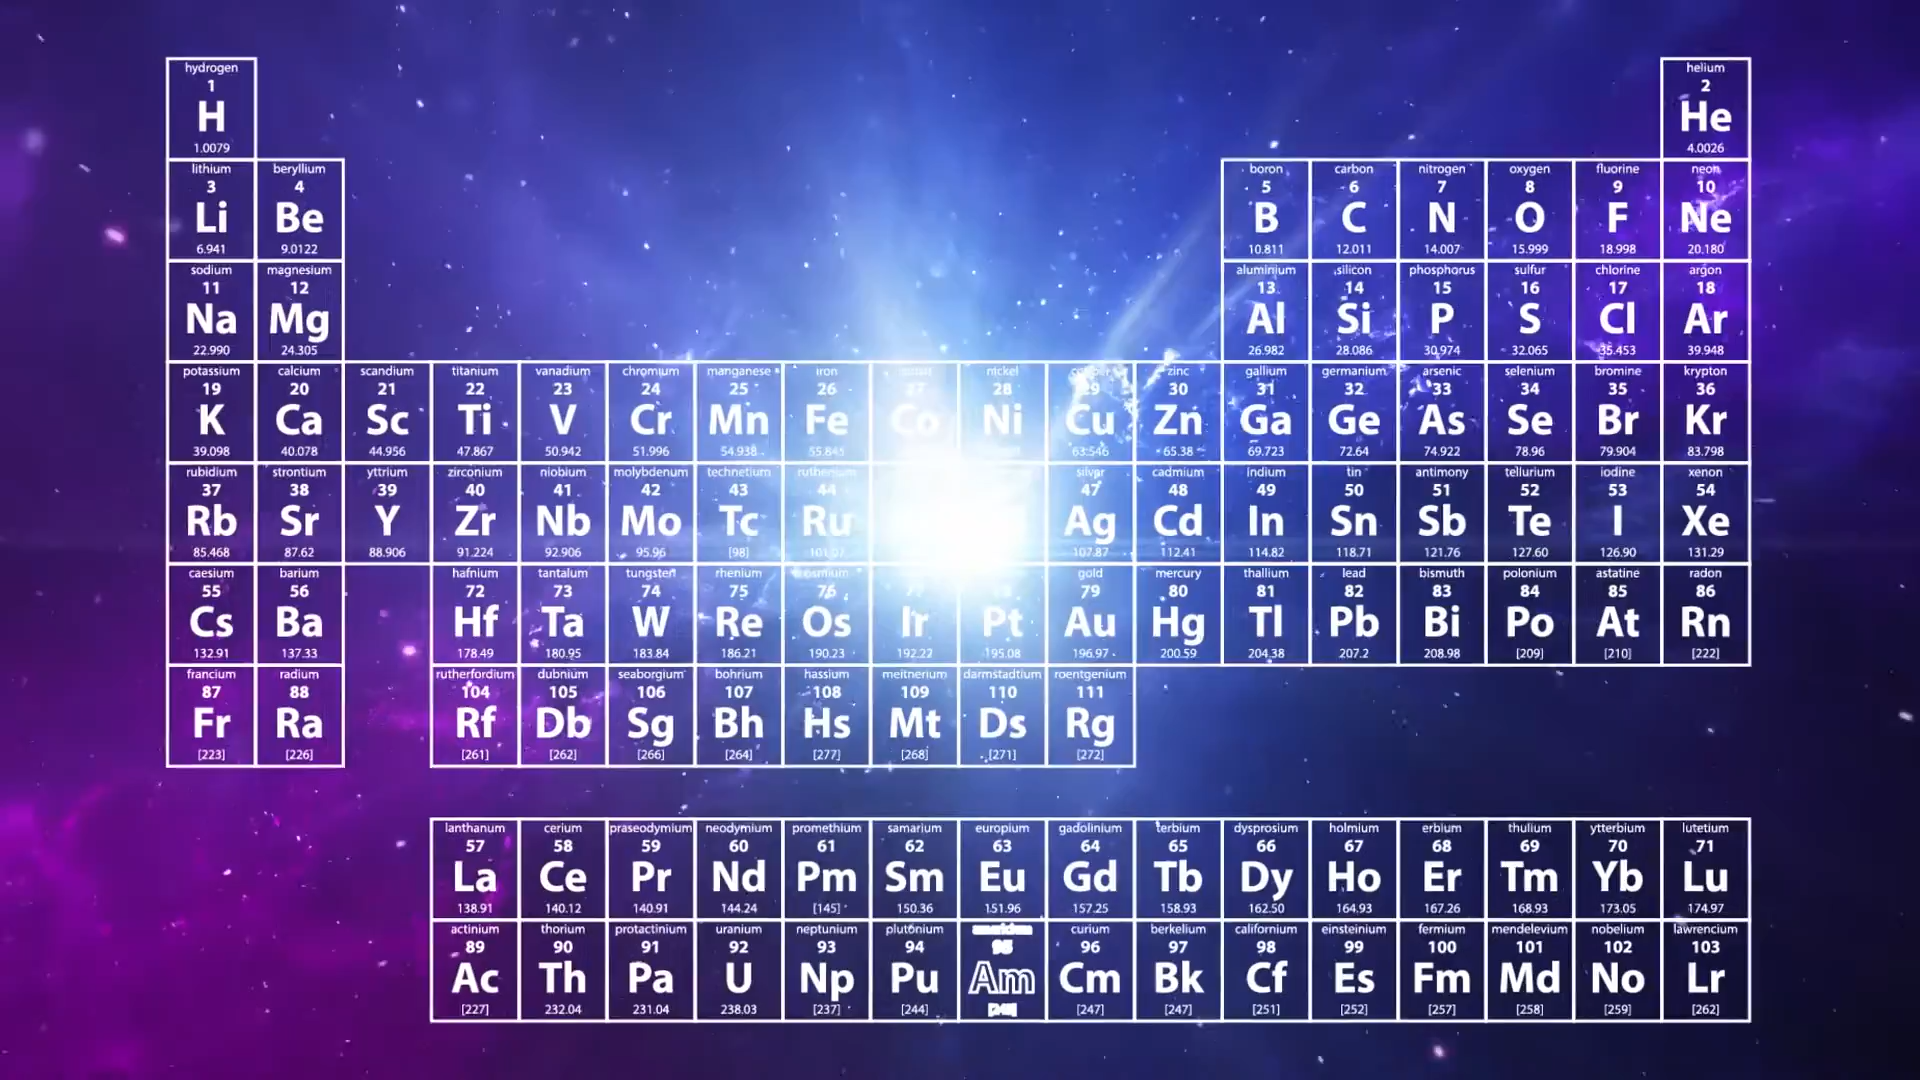 hydrogen helium
1 2
H He
1.0079 4.0026
lithium beryllium boron carbon nitrogen oxygen fluorine neon
3 4 5 6 7 8 9 10
Li Be B C N O F Ne
6.941 9.0122 10.811 12.011 14.007 15.999 18.998 20.180
sodium magnesium aluminium silicon phosphorus sulfur chlorine argon
11 12 13 14 15 16 17 18
Na Mg Al Si P S Cl Ar
22.990 24.305 26.982 28.086 30.974 32.065 35.453 39.948
potassium calcium scandium titanium vanadium chromium manganese iron nickel copper zinc gallium germanium arsenic selenium bromine krypton
19 20 21 22 23 24 25 26 27 28 29 30 31 32 33 34 35 36
K Ca Sc Ti V Cr Mn Fe Co Ni Cu Zn Ga Ge As Se Br Kr
39.098 40.078 44.956 47.867 50.942 51.996 54.938 55.845 63.546 65.38 69.723 72.64 74.922 78.96 79.904 83.798
rubidium strontium yttrium zirconium niobium molybdenum technetium ruthenium silver cadmium indium tin antimony tellurium iodine xenon
37 38 39 40 41 42 43 44 47 48 49 50 51 52 53 54
Rb Sr Y Zr Nb Mo Tc Ru Ag Cd In Sn Sb Te I Xe
85.468 87.62 88.906 91.224 92.906 95.96 [98] 101.07 107.87 112.41 114.82 118.71 121.76 127.60 126.90 131.29
caesium barium hafnium tantalum tungsten rhenium osmium gold mercury thallium lead bismuth polonium astatine radon
55 56 72 73 74 75 76 77 79 80 81 82 83 84 85 86
Cs Ba Hf Ta W Re Os Ir Pt Au Hg Tl Pb Bi Po At Rn
132.91 137.33 178.49 180.95 183.84 186.21 190.23 192.22 195.08 196.97 200.59 204.38 207.2 208.98 [209] [210] [222]
francium radium rutherfordium dubnium seaborgium bohrium hassium meitnerium darmstadtium roentgenium
87 88 104 105 106 107 108 109 110 111
Fr Ra Rf Db Sg Bh Hs Mt Ds Rg
[223] [226] [261] [262] [266] [264] [277] [268] [271] [272]
lanthanum cerium praseodymium neodymium promethium samarium europium gadolinium terbium dysprosium holmium erbium thulium ytterbium lutetium
57 58 59 60 61 62 63 64 65 66 67 68 69 70 71
La Ce Pr Nd Pm Sm Eu Gd Tb Dy Ho Er Tm Yb Lu
138.91 140.12 140.91 144.24 [145] 150.36 151.96 157.25 158.93 162.50 164.93 167.26 168.93 173.05 174.97
actinium thorium protactinium uranium neptunium plutonium americium curium berkelium californium einsteinium fermium mendelevium nobelium lawrencium
89 90 91 92 93 94 95 96 97 98 99 100 101 102 103
Ac Th Pa U Np Pu Am Cm Bk Cf Es Fm Md No Lr
[227] 232.04 231.04 238.03 [237] [244] [247] [247] [251] [252] [257] [258] [259] [262]